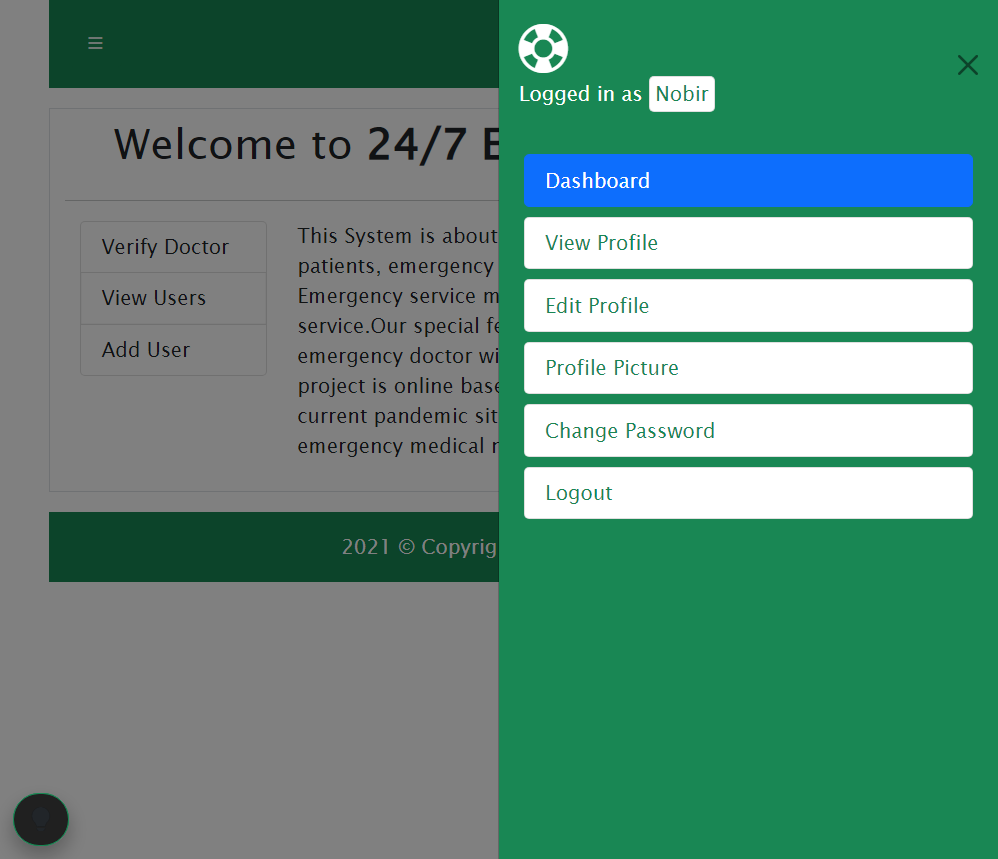 Logged in as Nobir
Dashboard
View Profile
Edit Profile
Profile Picture
Change Password
Logout
Welcome to 24/7 E
Verify Doctor
View Users
Add User
This System is about
patients, emergency
Emergency service m
service.Our special fe
emergency doctor wi
project is online base
current pandemic sit
emergency medical r
2021 © Copyrig